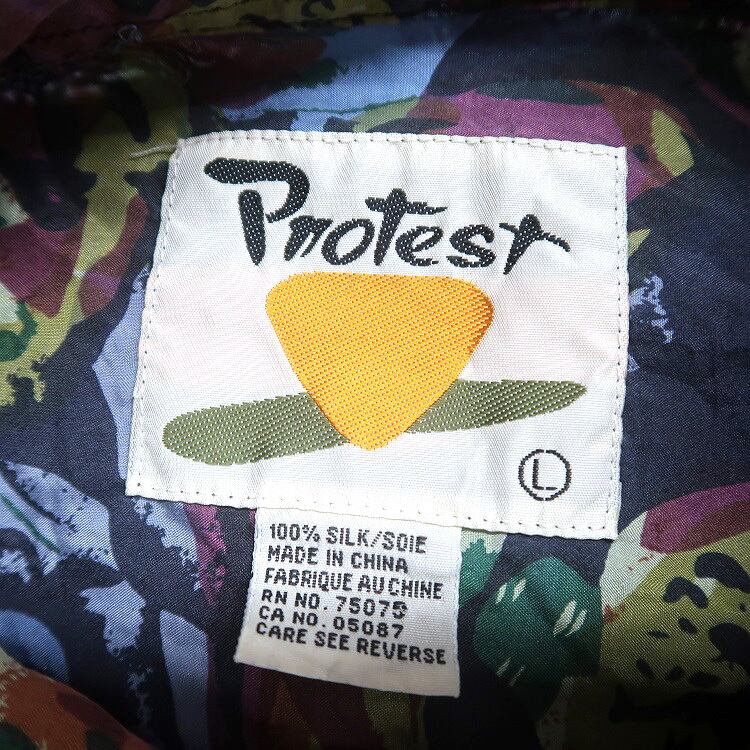 Protest
L
100% SILK/SOIE
MADE IN CHINA
FABRIQUE AU CHINE
RN NO. 75075
CA NO. 05087
CARE SEE REVERSE